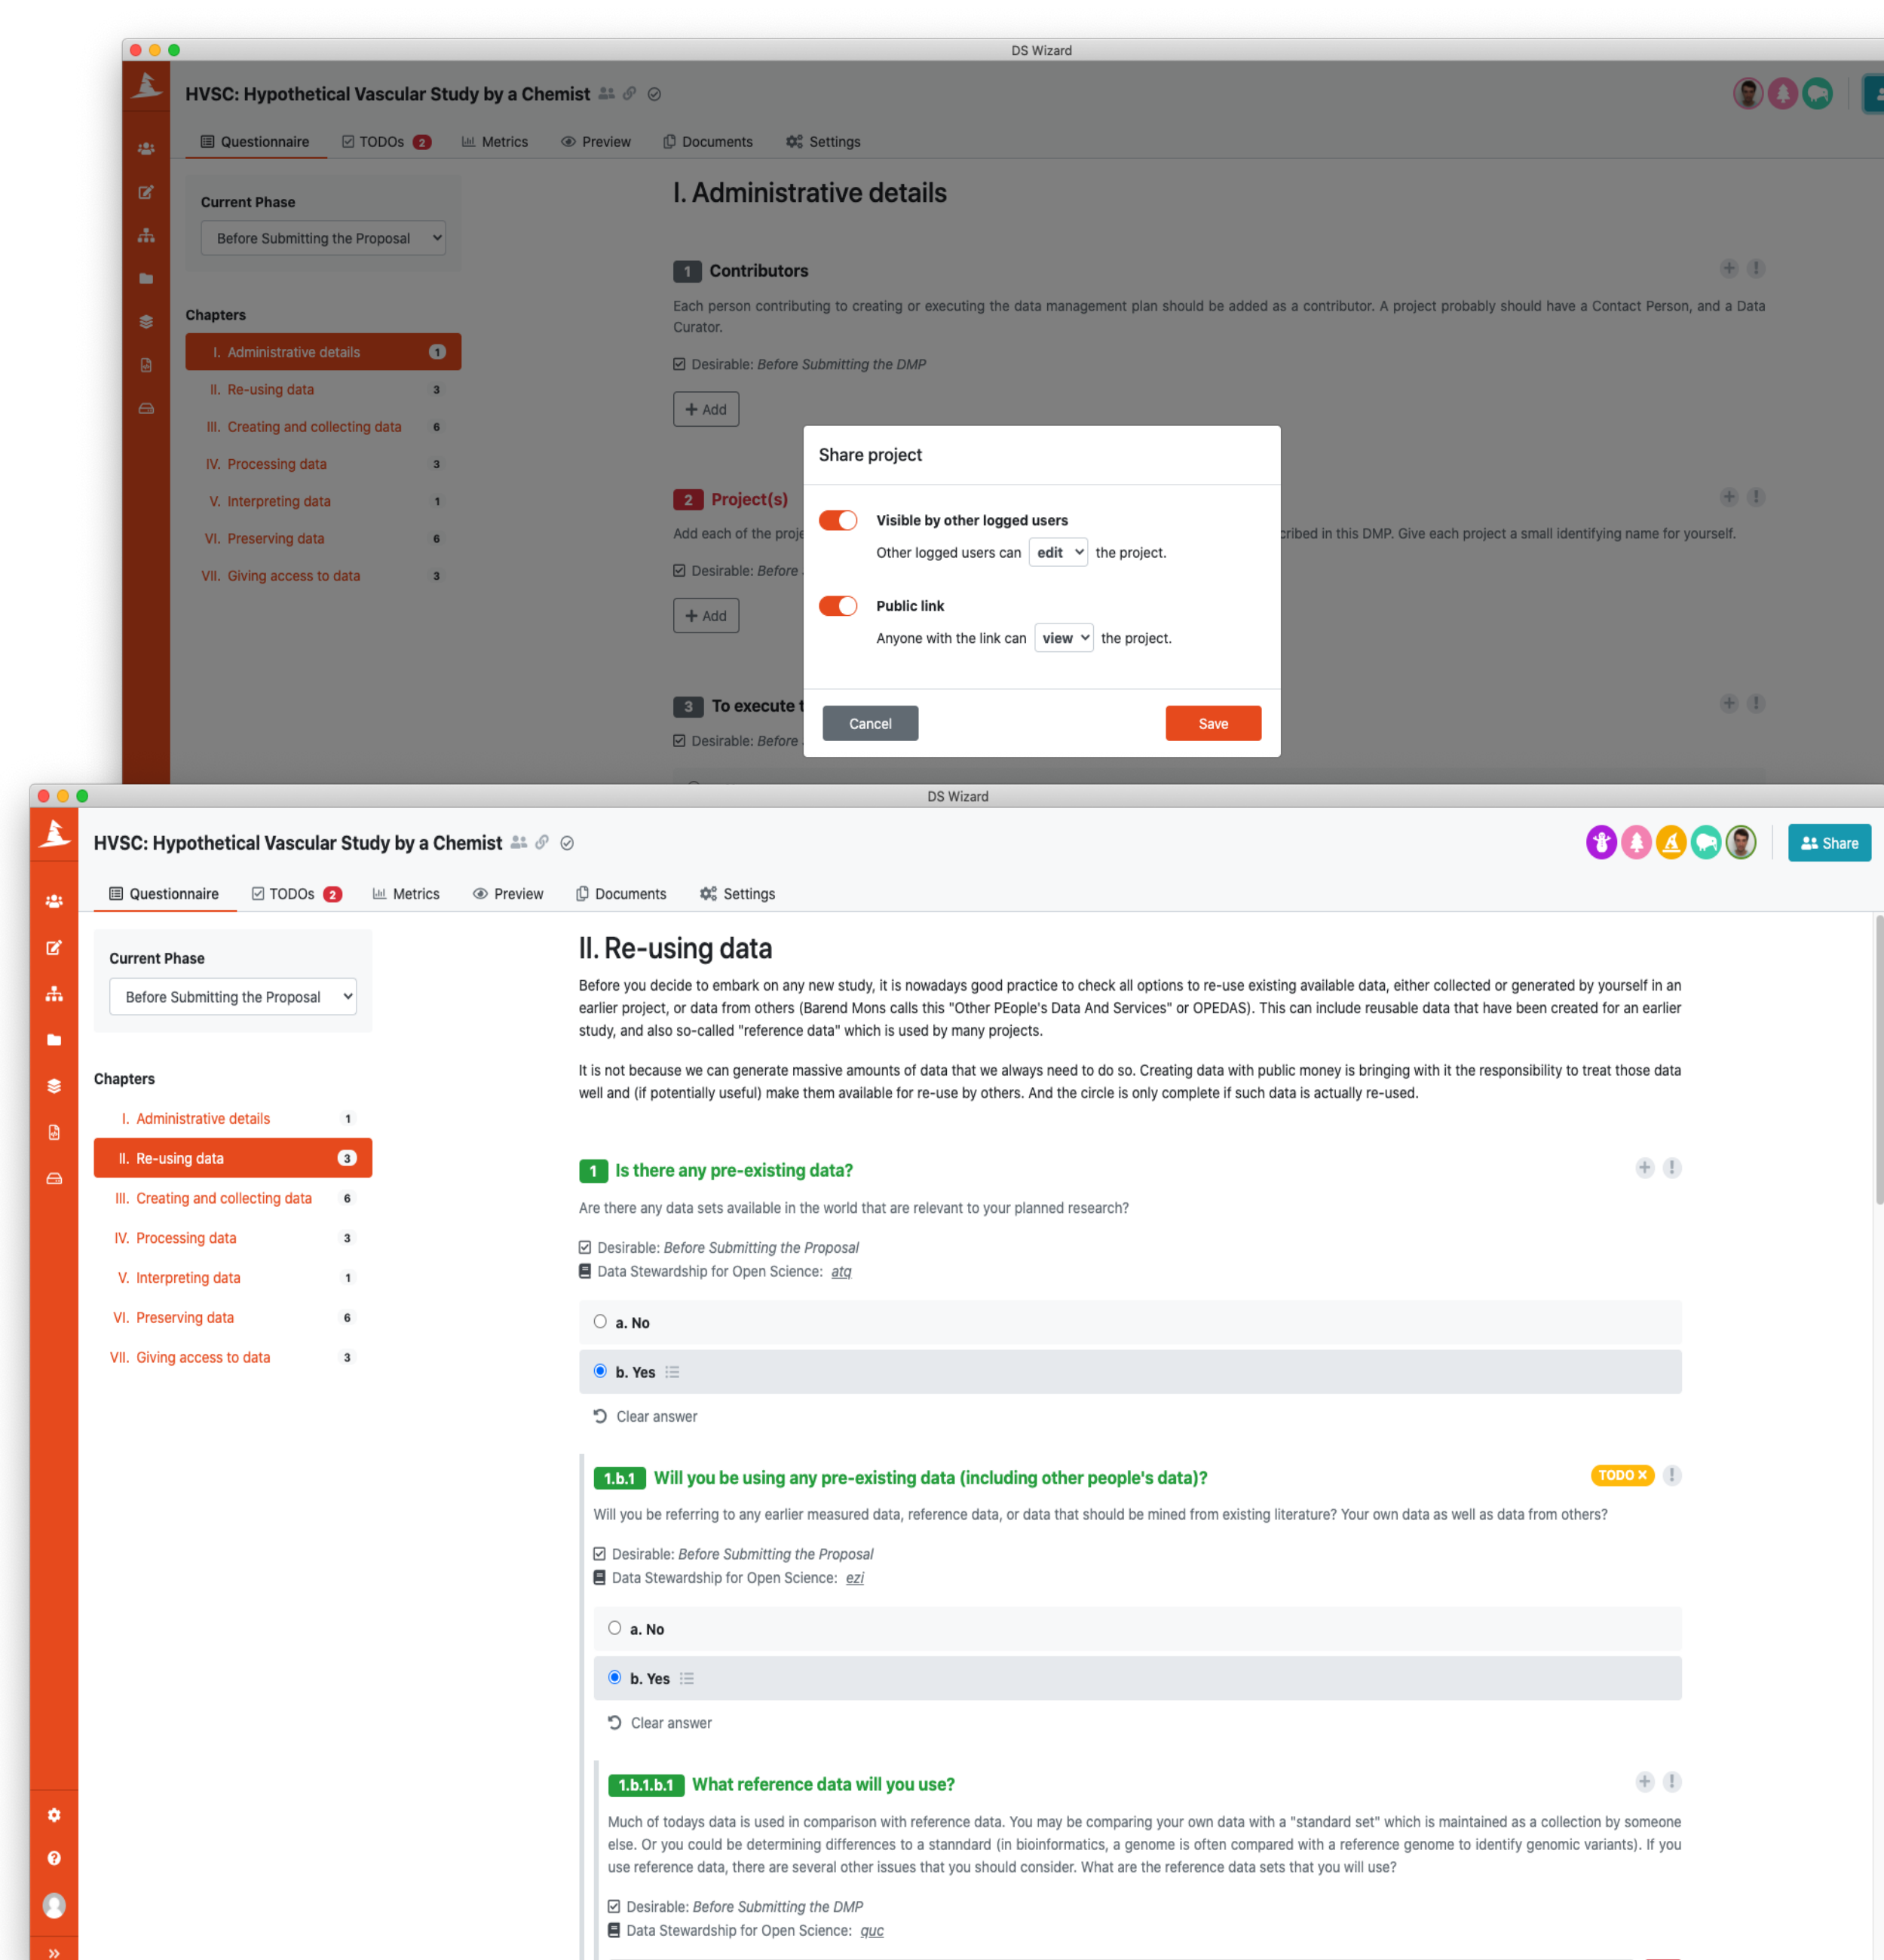 DS Wizard
HVSC: Hypothetical Vascular Study by a Chemist
Questionnaire TODOs 2 Metrics Preview Documents Settings
Current Phase
Before Submitting the Proposal
Chapters
I. Administrative details 1
II. Re-using data 3
III. Creating and collecting data 6
IV. Processing data 3
V. Interpreting data 1
VI. Preserving data 6
VII. Giving access to data 3
I. Administrative details
1 Contributors
Each person contributing to creating or executing the data management plan should be added as a contributor. A project probably should have a Contact Person, and a Data
Curator.
Desirable: Before Submitting the DMP
+ Add
2 Project(s)
Add each of the proje
cribed in this DMP. Give each project a small identifying name for yourself.
Desirable: Before
+ Add
3 To execute t
Desirable: Before
Share project
Visible by other logged users
Other logged users can edit the project.
Public link
Anyone with the link can view the project.
Cancel Save
DS Wizard
HVSC: Hypothetical Vascular Study by a Chemist
Share
Questionnaire TODOs 2 Metrics Preview Documents Settings
Current Phase
Before Submitting the Proposal
Chapters
I. Administrative details 1
II. Re-using data 3
III. Creating and collecting data 6
IV. Processing data 3
V. Interpreting data 1
VI. Preserving data 6
VII. Giving access to data 3
II. Re-using data
Before you decide to embark on any new study, it is nowadays good practice to check all options to re-use existing available data, either collected or generated by yourself in an
earlier project, or data from others (Barend Mons calls this "Other PEople's Data And Services" or OPEDAS). This can include reusable data that have been created for an earlier
study, and also so-called "reference data" which is used by many projects.
It is not because we can generate massive amounts of data that we always need to do so. Creating data with public money is bringing with it the responsibility to treat those data
well and (if potentially useful) make them available for re-use by others. And the circle is only complete if such data is actually re-used.
1 Is there any pre-existing data?
Are there any data sets available in the world that are relevant to your planned research?
Desirable: Before Submitting the Proposal
Data Stewardship for Open Science: atq
a. No
b. Yes
Clear answer
1.b.1 Will you be using any pre-existing data (including other people's data)?
TODO ×
Will you be referring to any earlier measured data, reference data, or data that should be mined from existing literature? Your own data as well as data from others?
Desirable: Before Submitting the Proposal
Data Stewardship for Open Science: ezi
a. No
b. Yes
Clear answer
1.b.1.b.1 What reference data will you use?
Much of todays data is used in comparison with reference data. You may be comparing your own data with a "standard set" which is maintained as a collection by someone
else. Or you could be determining differences to a stanndard (in bioinformatics, a genome is often compared with a reference genome to identify genomic variants). If you
use reference data, there are several other issues that you should consider. What are the reference data sets that you will use?
Desirable: Before Submitting the DMP
Data Stewardship for Open Science: quc